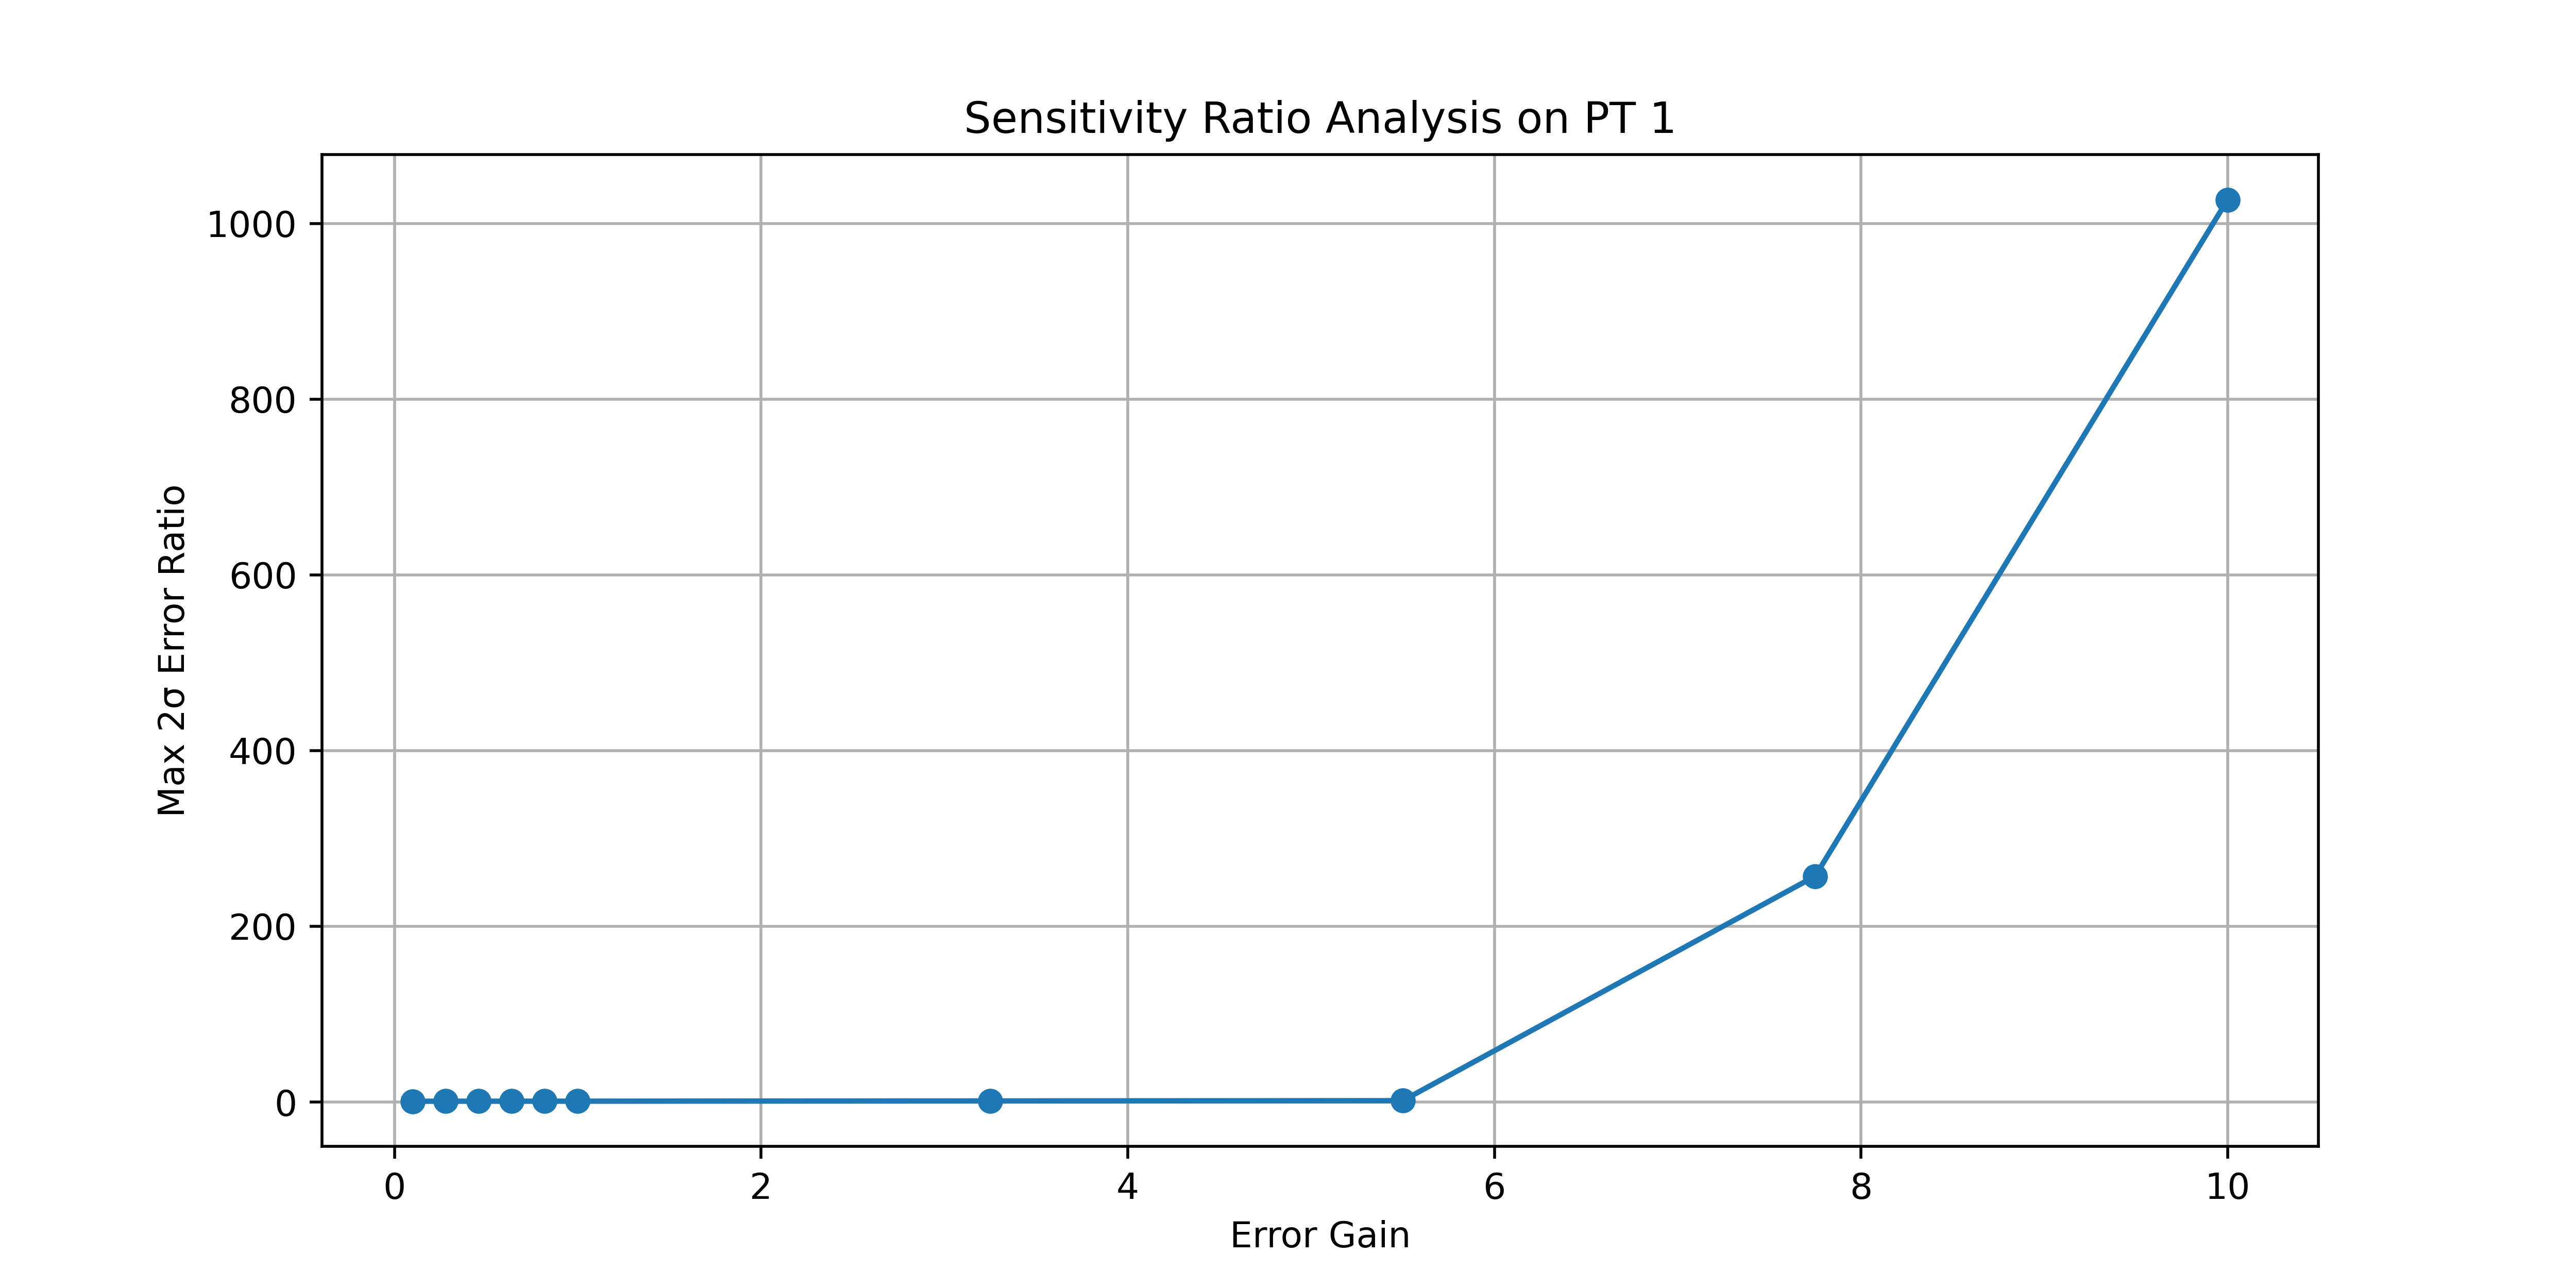 Sensitivity Ratio Analysis on PT 1
1000
800
600
400
200
0
Max 2σ Error Ratio
0 2 4 6 8 10
Error Gain